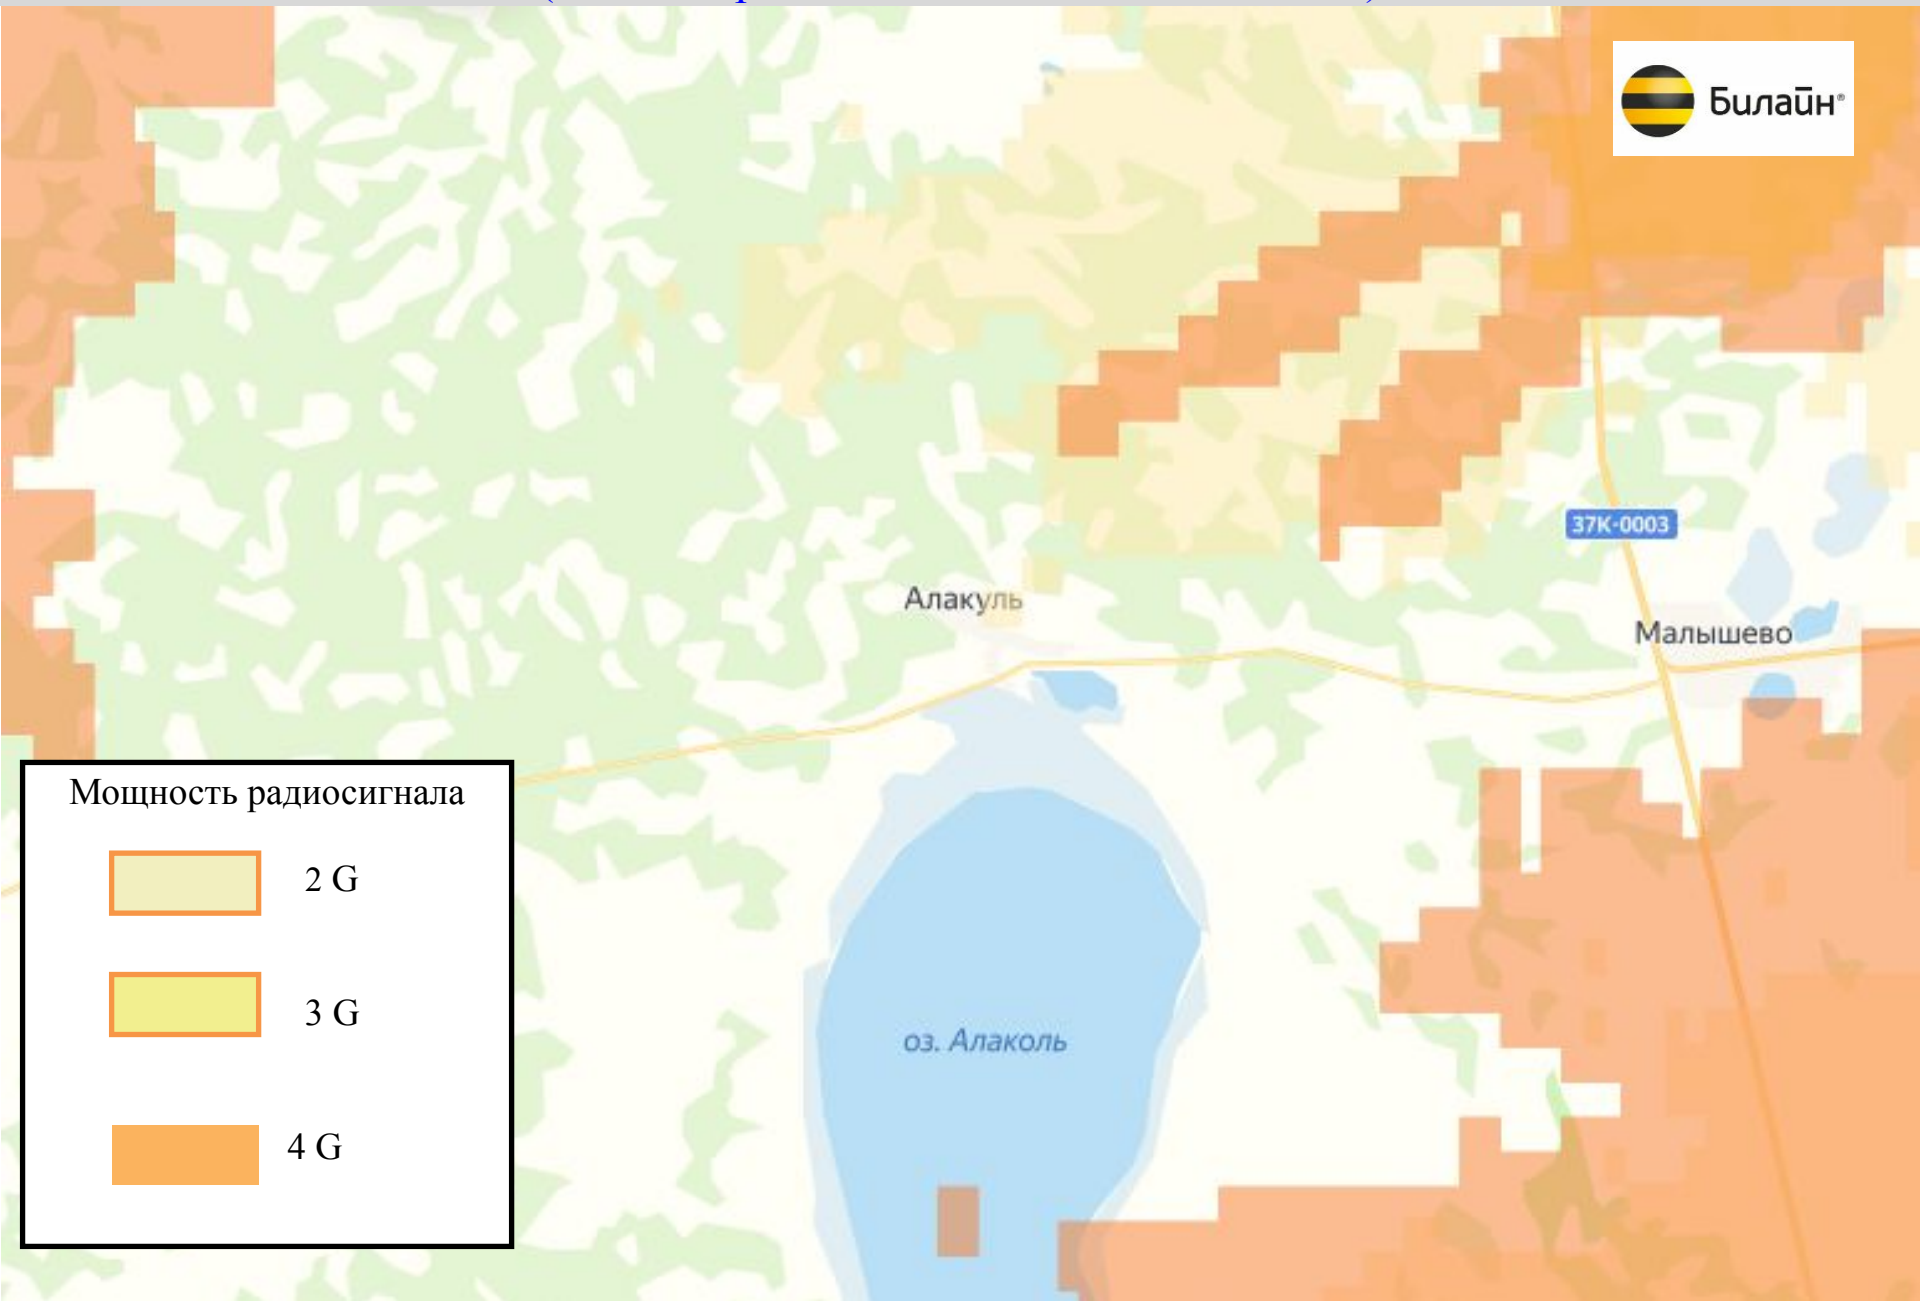 Билайн
37К-0003
Алакуль
Малышево
Мощность радиосигнала
2 G
3 G
4 G
оз. Алаколь